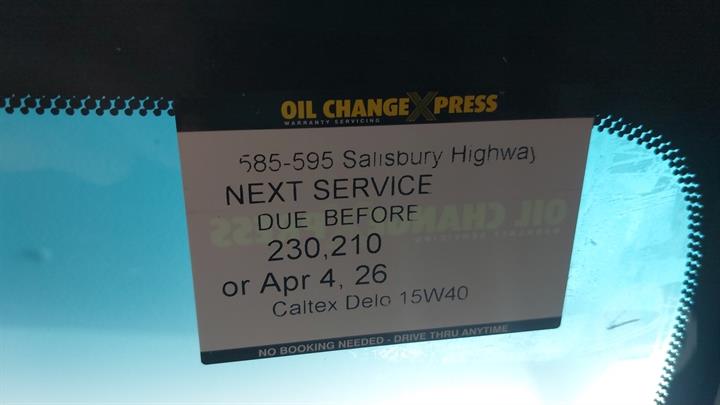 OIL CHANGE XPRESS
WARRANTY SERVICING
585-595 Salisbury Highway
NEXT SERVICE
DUE BEFORE
230,210
or Apr 4, 26
Caltex Delo 15W40
NO BOOKING NEEDED - DRIVE THRU ANYTIME